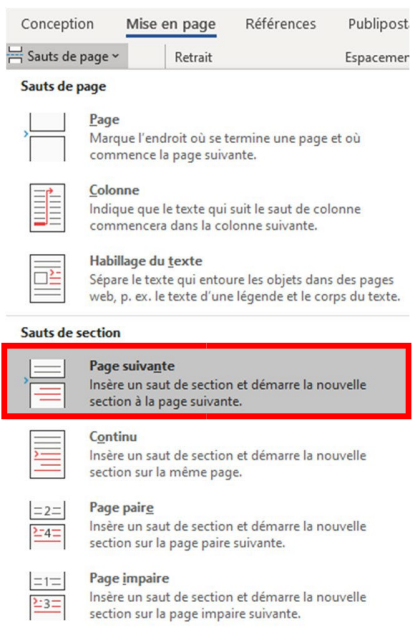 Conception Mise en page Références Publipost
Sauts de page Retrait Espacemen
Sauts de page
Page
Marque l'endroit où se termine une page et où
commence la page suivante.
Colonne
Indique que le texte qui suit le saut de colonne
commencera dans la colonne suivante.
Habillage du texte
Sépare le texte qui entoure les objets dans des pages
web, p. ex. le texte d'une légende et le corps du texte.
Sauts de section
Page suivante
Insère un saut de section et démarre la nouvelle
section à la page suivante.
Continu
Insère un saut de section et démarre la nouvelle
section sur la même page.
Page paire
=2=
Insère un saut de section et démarre la nouvelle
=4=
section sur la page paire suivante.
Page impaire
=1=
Insère un saut de section et démarre la nouvelle
=3=
section sur la page impaire suivante.